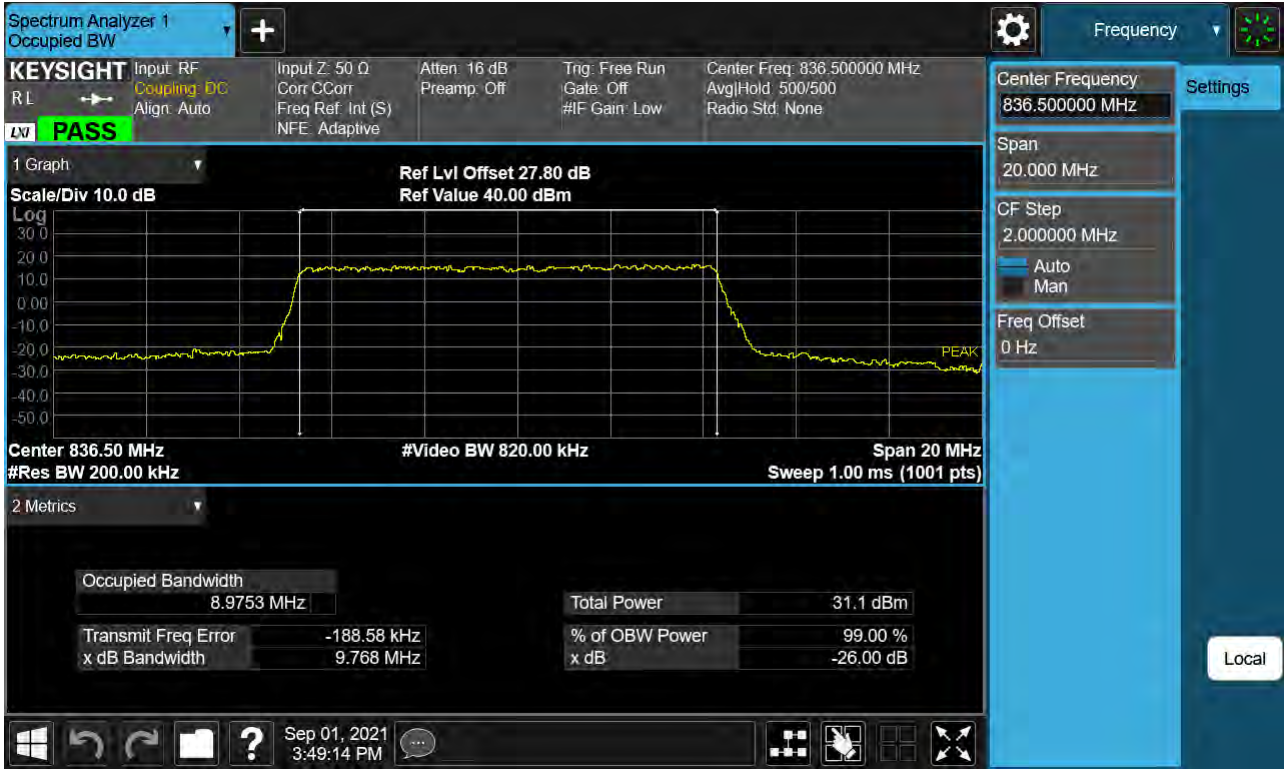 Spectrum Analyzer 1
Occupied BW
+
Frequency
KEYSIGHT
RL
LXI PASS
Input: RF
Coupling: DC
Align: Auto
Input Z: 50 Ω
Corr CCorr
Freq Ref: Int (S)
NFE: Adaptive
Atten: 16 dB
Preamp: Off
Trig: Free Run
Gate: Off
#IF Gain: Low
Center Freq: 836.500000 MHz
Avg|Hold: 500/500
Radio Std: None
1 Graph
Scale/Div 10.0 dB
Ref Lvl Offset 27.80 dB
Ref Value 40.00 dBm
Log
30.0
20.0
10.0
0.00
-10.0
-20.0
-30.0
-40.0
-50.0
PEAK
Center 836.50 MHz
#Video BW 820.00 kHz
Span 20 MHz
#Res BW 200.00 kHz
Sweep 1.00 ms (1001 pts)
2 Metrics
Occupied Bandwidth
8.9753 MHz
Transmit Freq Error -188.58 kHz
x dB Bandwidth 9.768 MHz
Total Power 31.1 dBm
% of OBW Power 99.00 %
x dB -26.00 dB
Center Frequency
836.500000 MHz
Span
20.000 MHz
CF Step
2.000000 MHz
Auto
Man
Freq Offset
0 Hz
Settings
Local
?
Sep 01, 2021
3:49:14 PM